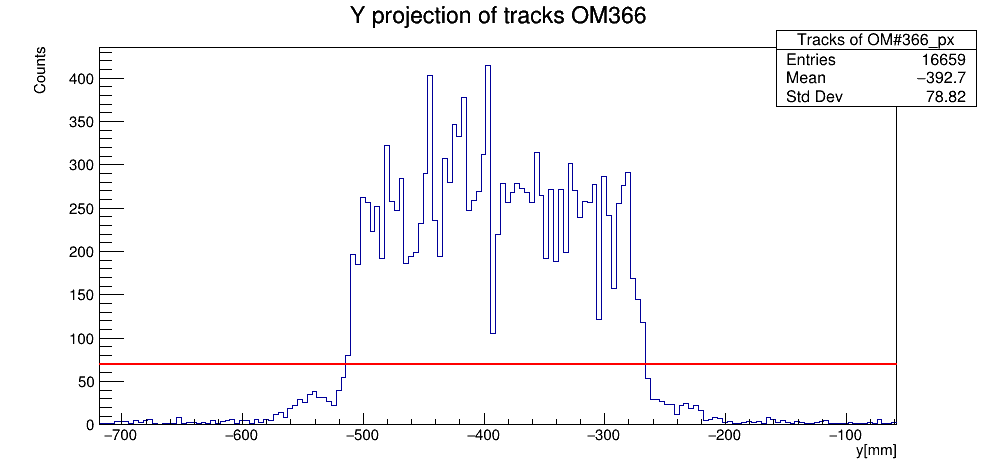 Y projection of tracks OM366
Tracks of OM#366_px
Entries 16659
Mean −392.7
Std Dev 78.82
Counts
400
350
300
250
200
150
100
50
0
−700 −600 −500 −400 −300 −200 −100
y[mm]